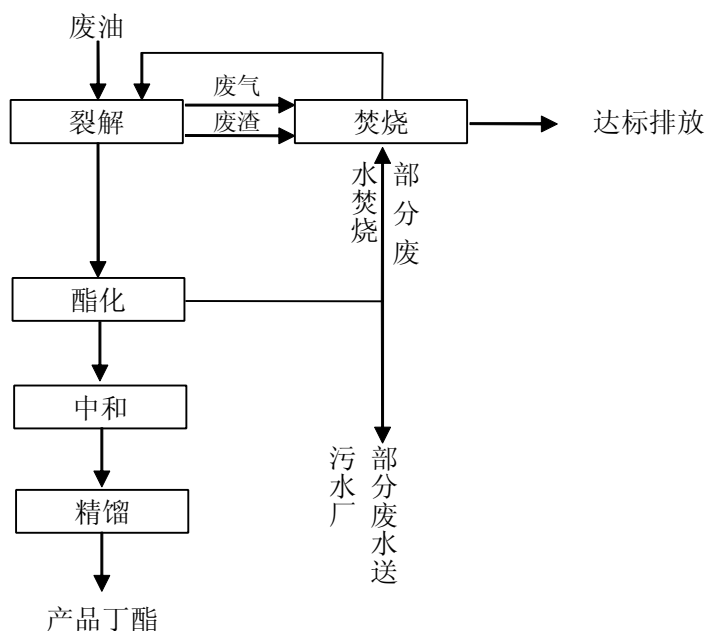 废油
废气
裂解
废渣
焚烧
达标排放
部分废
水焚烧
酯化
中和
部分废水送
污水厂
精馏
产品丁酯